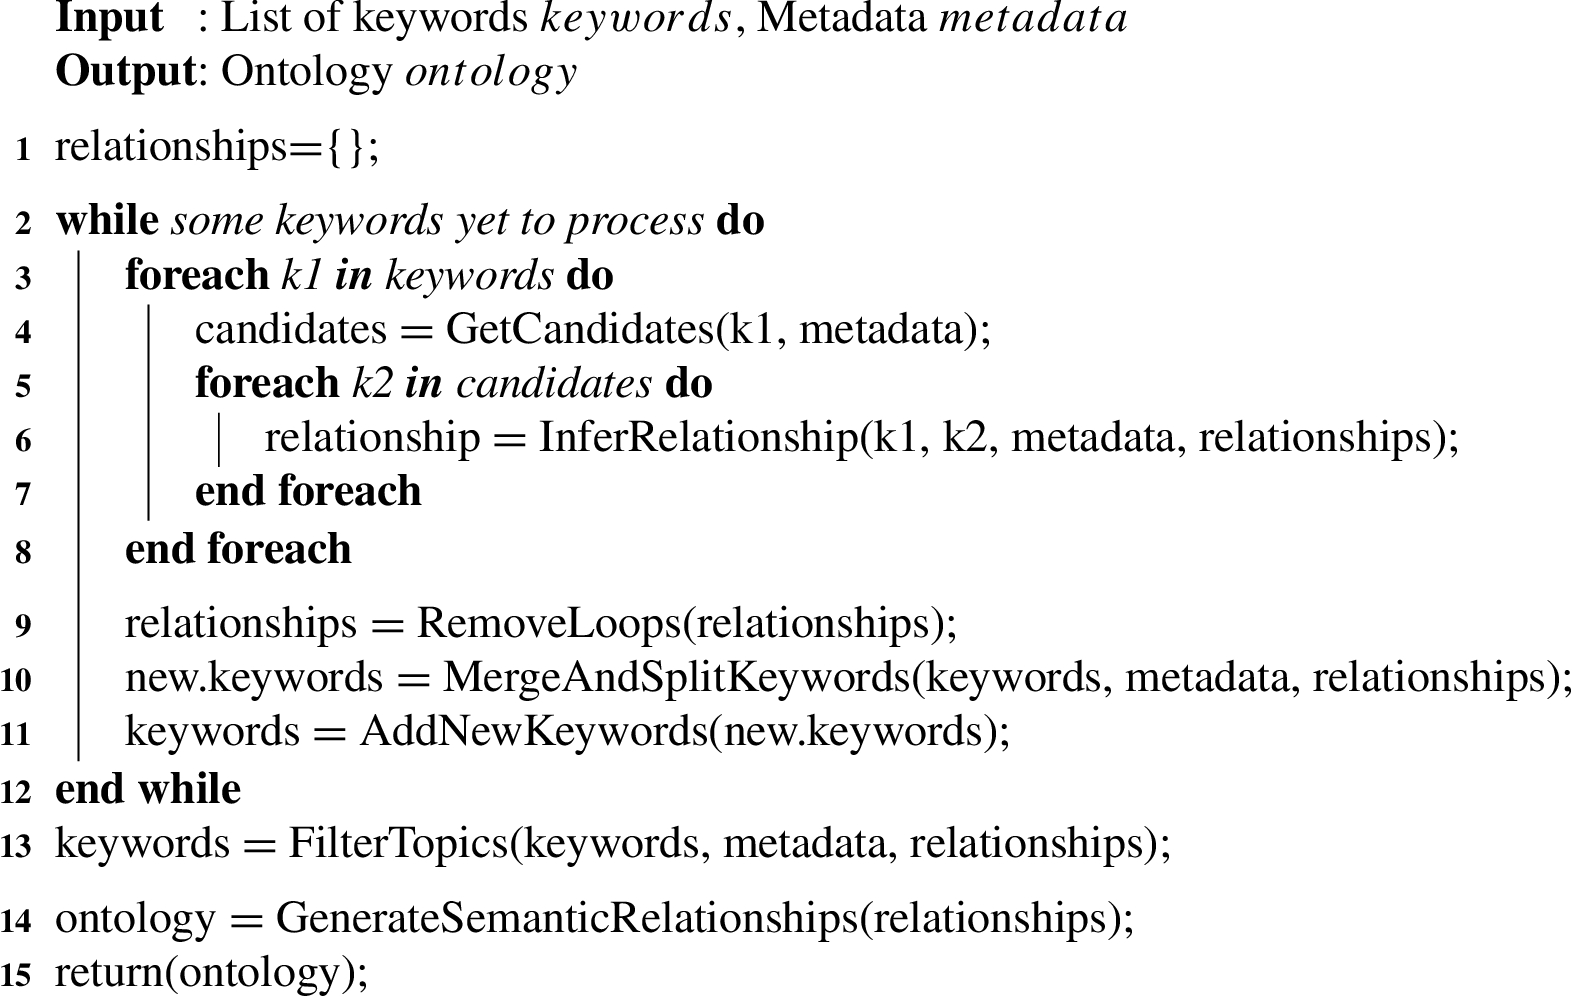 Input : List of keywords keywords, Metadata metadata
Output: Ontology ontology
1 relationships={};
2 while some keywords yet to process do
3 foreach k1 in keywords do
4 candidates = GetCandidates(k1, metadata);
5 foreach k2 in candidates do
6 relationship = InferRelationship(k1, k2, metadata, relationships);
7 end foreach
8 end foreach
9 relationships = RemoveLoops(relationships);
10 new.keywords = MergeAndSplitKeywords(keywords, metadata, relationships);
11 keywords = AddNewKeywords(new.keywords);
12 end while
13 keywords = FilterTopics(keywords, metadata, relationships);
14 ontology = GenerateSemanticRelationships(relationships);
15 return(ontology);